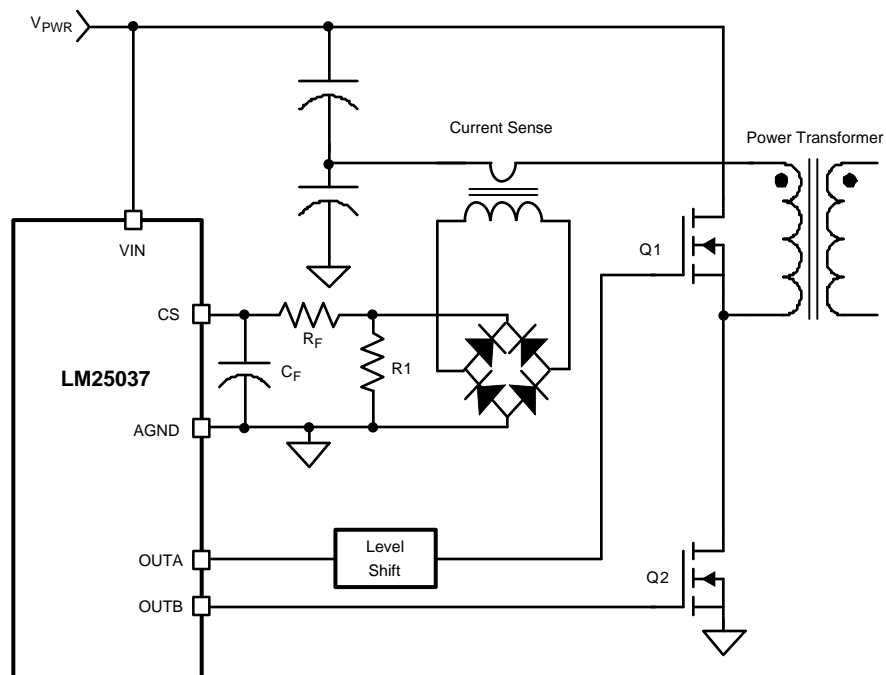 VPWR
Current Sense
Power Transformer
VIN
Q1
CS
RF
R1
CF
LM25037
AGND
Level
Shift
OUTA
Q2
OUTB